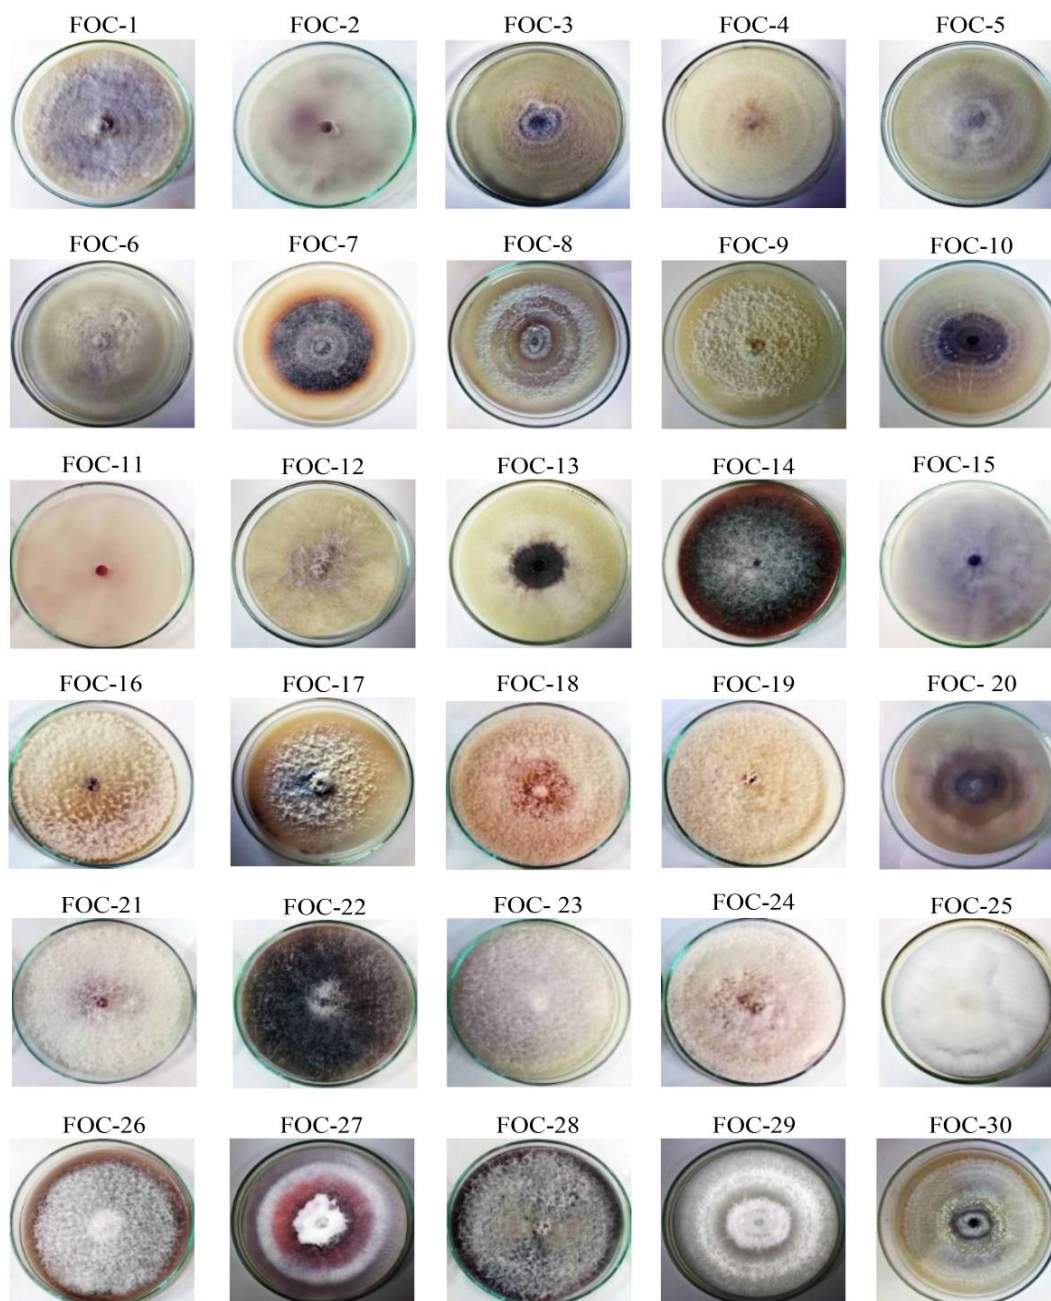 FOC-1 FOC-2 FOC-3 FOC-4 FOC-5
FOC-6 FOC-7 FOC-8 FOC-9 FOC-10
FOC-11 FOC-12 FOC-13 FOC-14 FOC-15
FOC-16 FOC-17 FOC-18 FOC-19 FOC- 20
FOC-21 FOC-22 FOC- 23 FOC-24 FOC-25
FOC-26 FOC-27 FOC-28 FOC-29 FOC-30